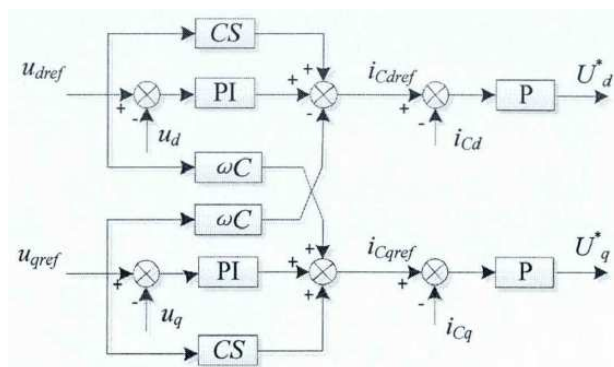 CS
+
u_dref + - PI + + - i_Cdref + - P U*_d
u_d
i_Cd
ωC
ωC
+
u_qref + - PI + + i_Cqref + - P U*_q
u_q
i_Cq
CS